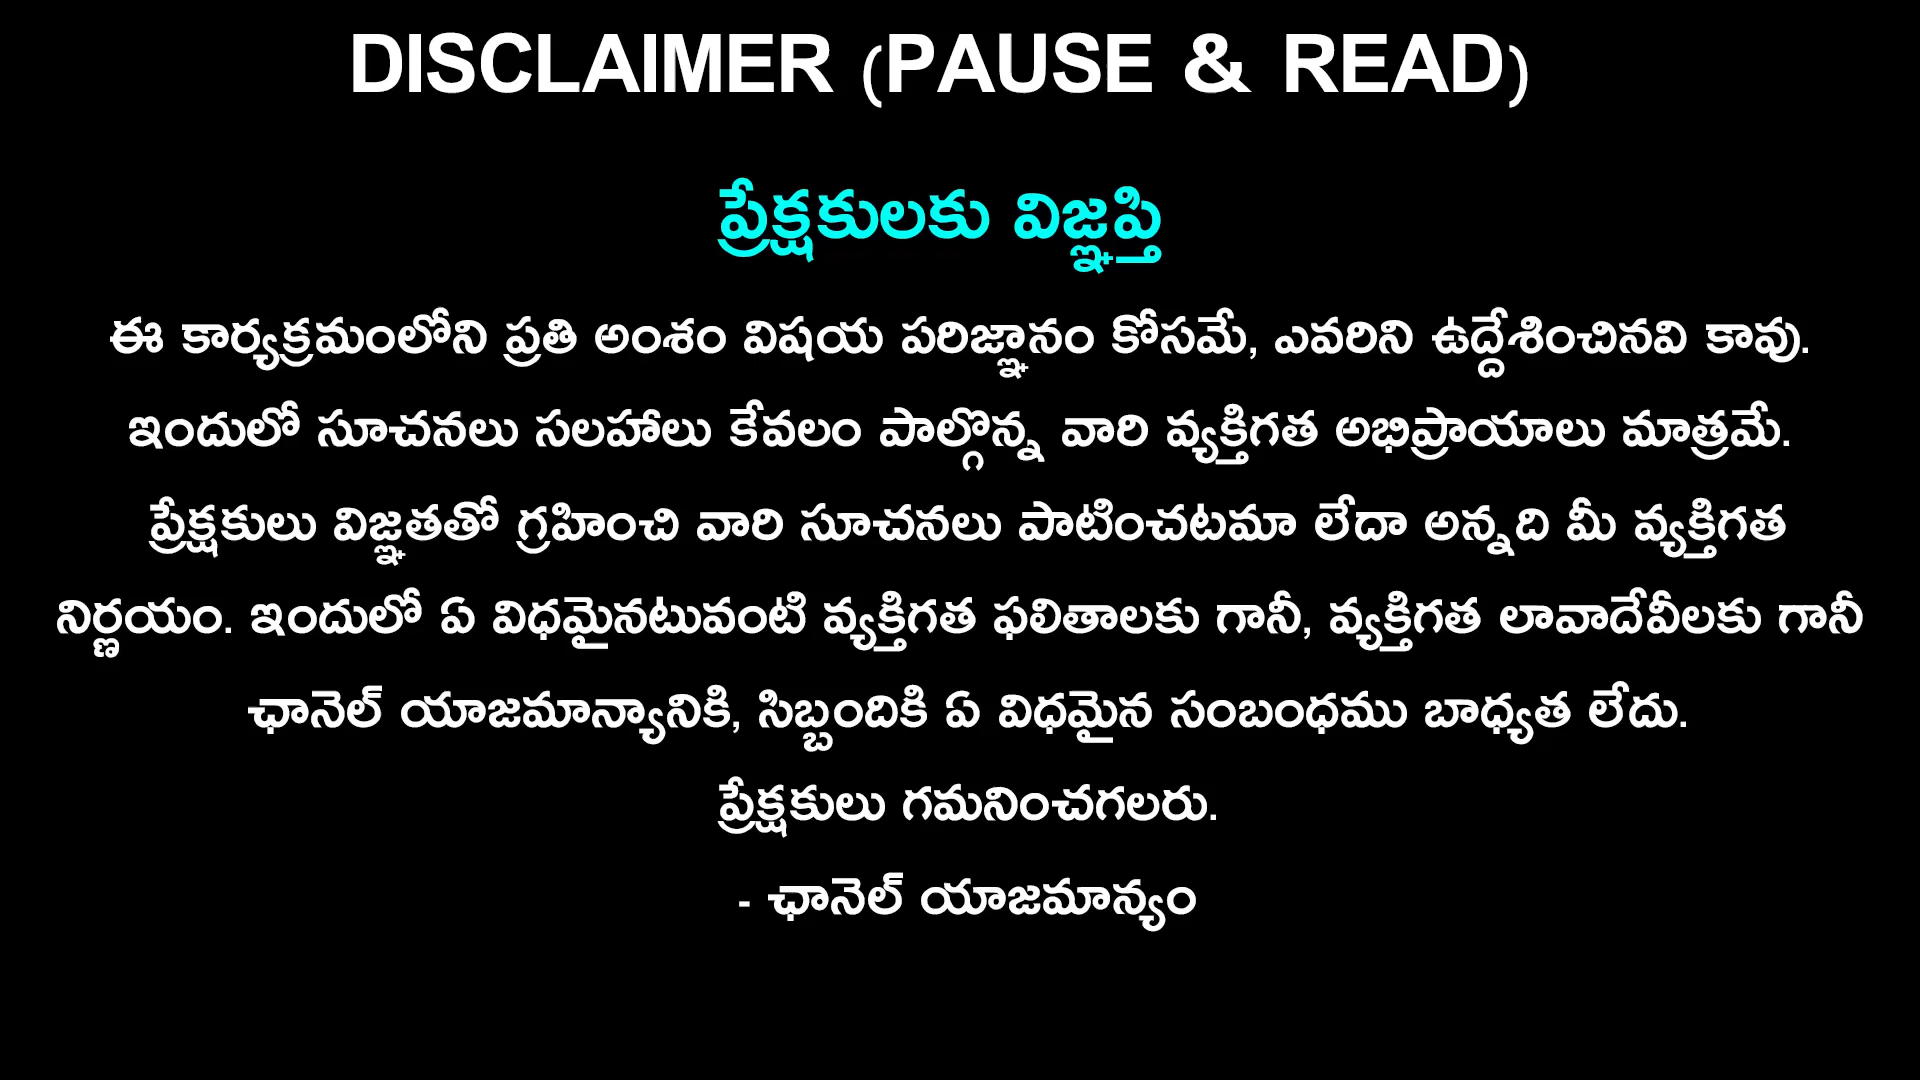 DISCLAIMER (PAUSE & READ)
ప్రేక్షకులకు విజ్ఞప్తి
ఈ కార్యక్రమంలోని ప్రతి అంశం విషయ పరిజ్ఞానం కోసమే, ఎవరిని ఉద్దేశించినవి కావు.
ఇందులో సూచనలు సలహాలు కేవలం పాల్గొన్న వారి వ్యక్తిగత అభిప్రాయాలు మాత్రమే.
ప్రేక్షకులు విజ్ఞతతో గ్రహించి వారి సూచనలు పాటించటమా లేదా అన్నది మీ వ్యక్తిగత
నిర్ణయం. ఇందులో ఏ విధమైనటువంటి వ్యక్తిగత ఫలితాలకు గానీ, వ్యక్తిగత లావాదేవీలకు గానీ
ఛానెల్ యాజమాన్యానికి, సిబ్బందికి ఏ విధమైన సంబంధము బాధ్యత లేదు.
ప్రేక్షకులు గమనించగలరు.
- ఛానెల్ యాజమాన్యం